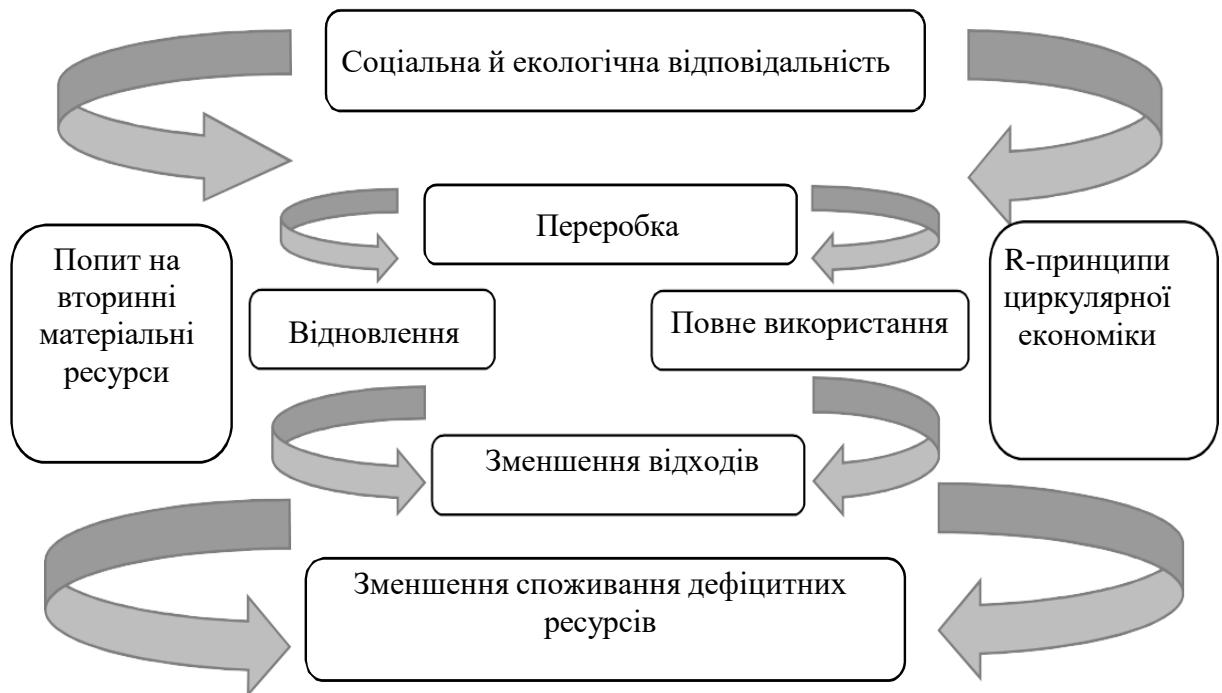 Соціальна й екологічна відповідальність
Переробка
Попит на
вторинні
матеріальні
ресурси
R-принципи
циркулярної
економіки
Відновлення
Повне використання
Зменшення відходів
Зменшення споживання дефіцитних
ресурсів